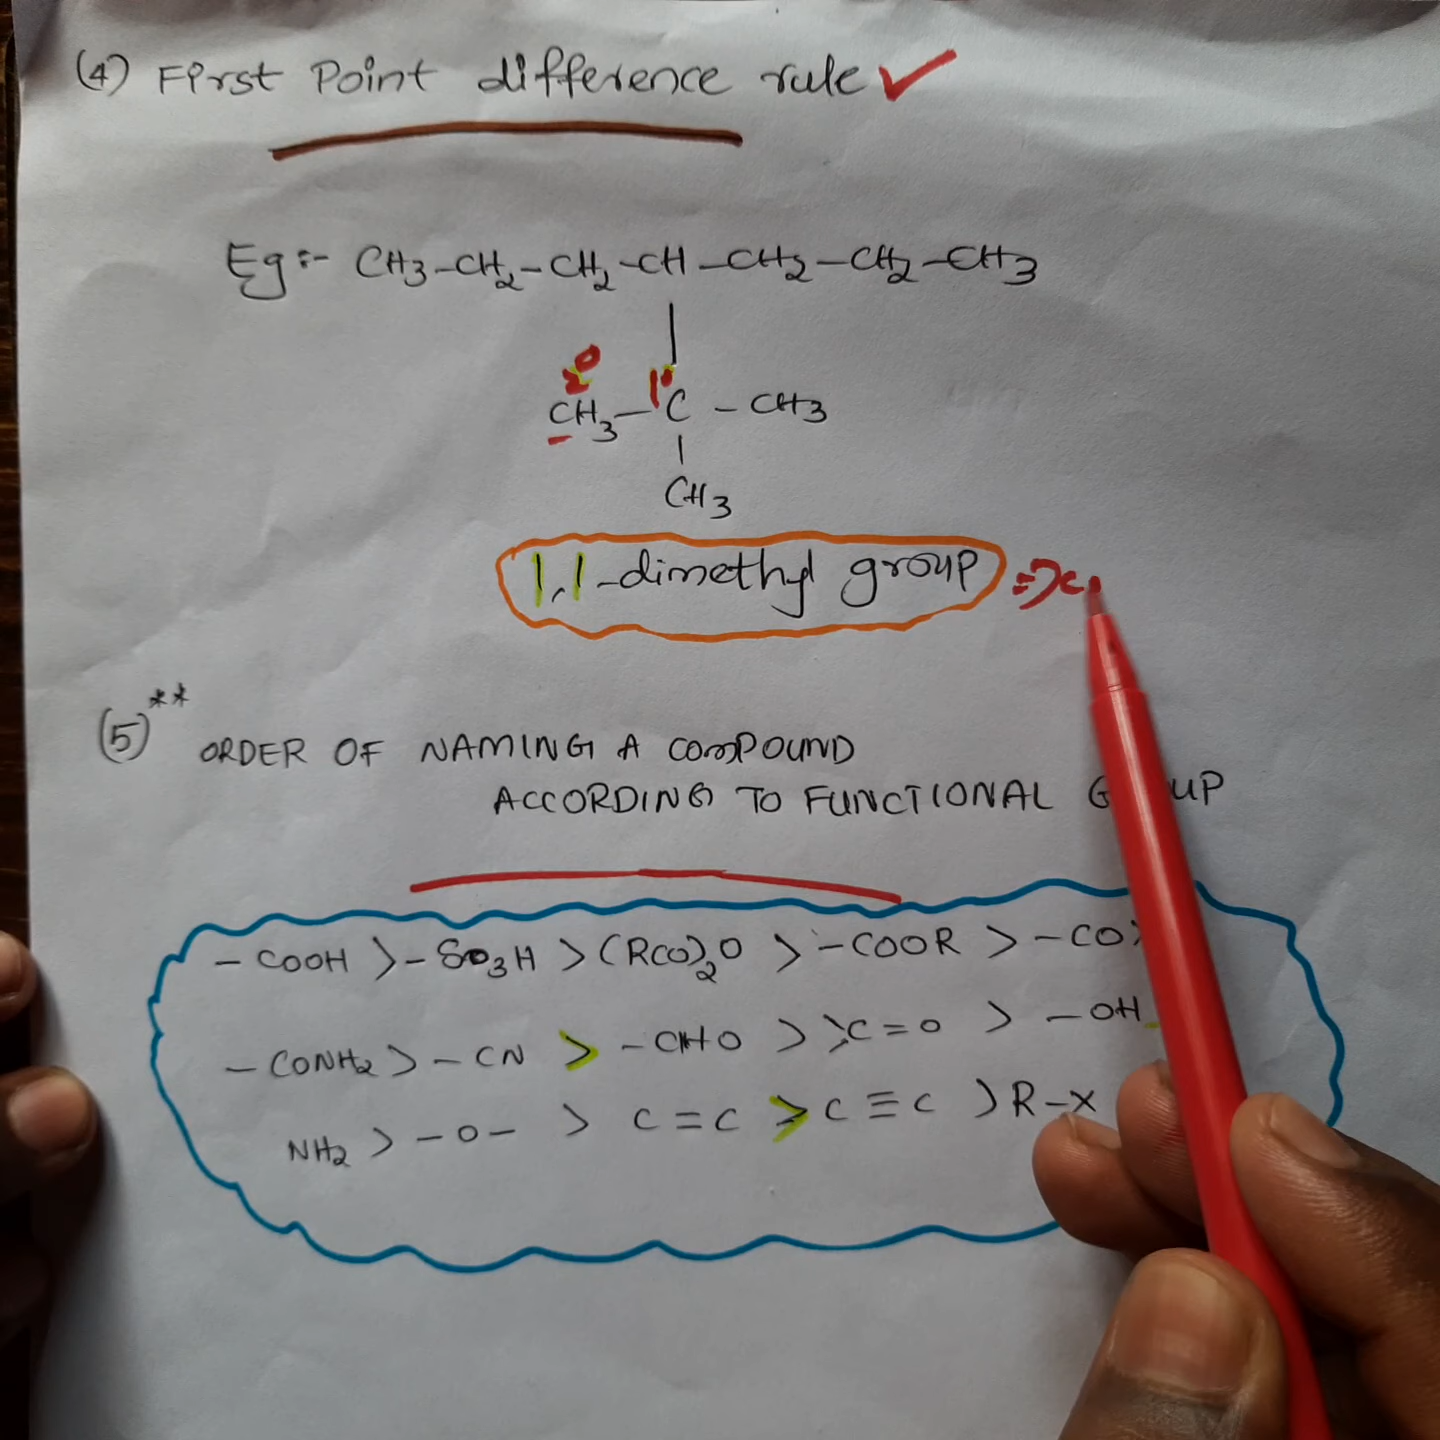 (4) First Point difference rule ✓
Eg:- CH3-CH2-CH2-CH-CH2-CH2-CH3
2° 1°
CH3-C-CH3
CH3
1,1-dimethyl group =>
(5)**
ORDER OF NAMING A COMPOUND
ACCORDING TO FUNCTIONAL G UP
-COOH > -SO3H > (RCO)2O > -COOR > -CO
-CONH2 > -CN > -CHO > >C=O > -OH
NH2 > -O- > C=C > C≡C > R-X